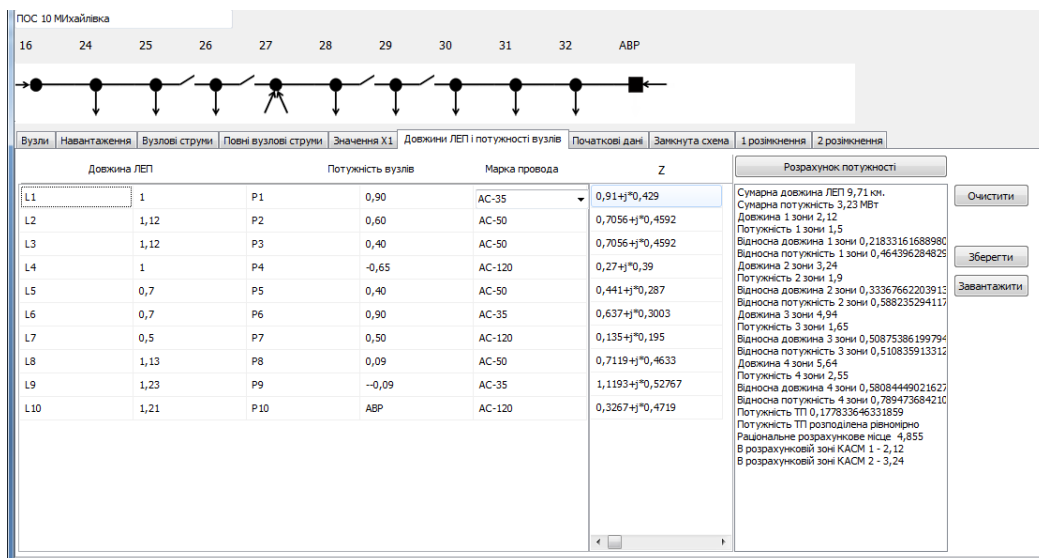 ПОС 10 МИхайлівка
16 24 25 26 27 28 29 30 31 32 АВР
Вузли Навантаження Вузлові струми Повні вузлові струми Значення X1 Довжини ЛЕП і потужності вузлів Початкові дані Замкнута схема 1 розімкнення 2 розімкнення
Довжина ЛЕП Потужність вузлів Марка провода Z
L1 1 P1 0,90 АС-35 0,91+j*0,429
L2 1,12 P2 0,60 АС-50 0,7056+j*0,4592
L3 1,12 P3 0,40 АС-50 0,7056+j*0,4592
L4 1 P4 -0,65 АС-120 0,27+j*0,39
L5 0,7 P5 0,40 АС-50 0,441+j*0,287
L6 0,7 P6 0,90 АС-35 0,637+j*0,3003
L7 0,5 P7 0,50 АС-120 0,135+j*0,195
L8 1,13 P8 0,09 АС-50 0,7119+j*0,4633
L9 1,23 P9 --0,09 АС-35 1,1193+j*0,52767
L10 1,21 P10 АВР АС-120 0,3267+j*0,4719
Розрахунок потужності
Сумарна довжина ЛЕП 9,71 км.
Сумарна потужність 3,23 МВт
Довжина 1 зони 2,12
Потужність 1 зони 1,5
Відносна довжина 1 зони 0,21833161688980
Відносна потужність 1 зони 0,464396284829
Довжина 2 зони 3,24
Потужність 2 зони 1,9
Відносна довжина 2 зони 0,33367662203913
Відносна потужність 2 зони 0,588235294117
Довжина 3 зони 4,94
Потужність 3 зони 1,65
Відносна довжина 3 зони 0,50875386199794
Відносна потужність 3 зони 0,510835913312
Довжина 4 зони 5,64
Потужність 4 зони 2,55
Відносна довжина 4 зони 0,58084449021627
Відносна потужність 4 зони 0,789473684210
Потужність ТП 0,177833646331859
Потужність ТП розподілена рівномірно
Раціональне розрахункове місце 4,855
В розрахунковій зоні КАСМ 1 - 2,12
В розрахунковій зоні КАСМ 2 - 3,24
Очистити
Зберегти
Завантажити